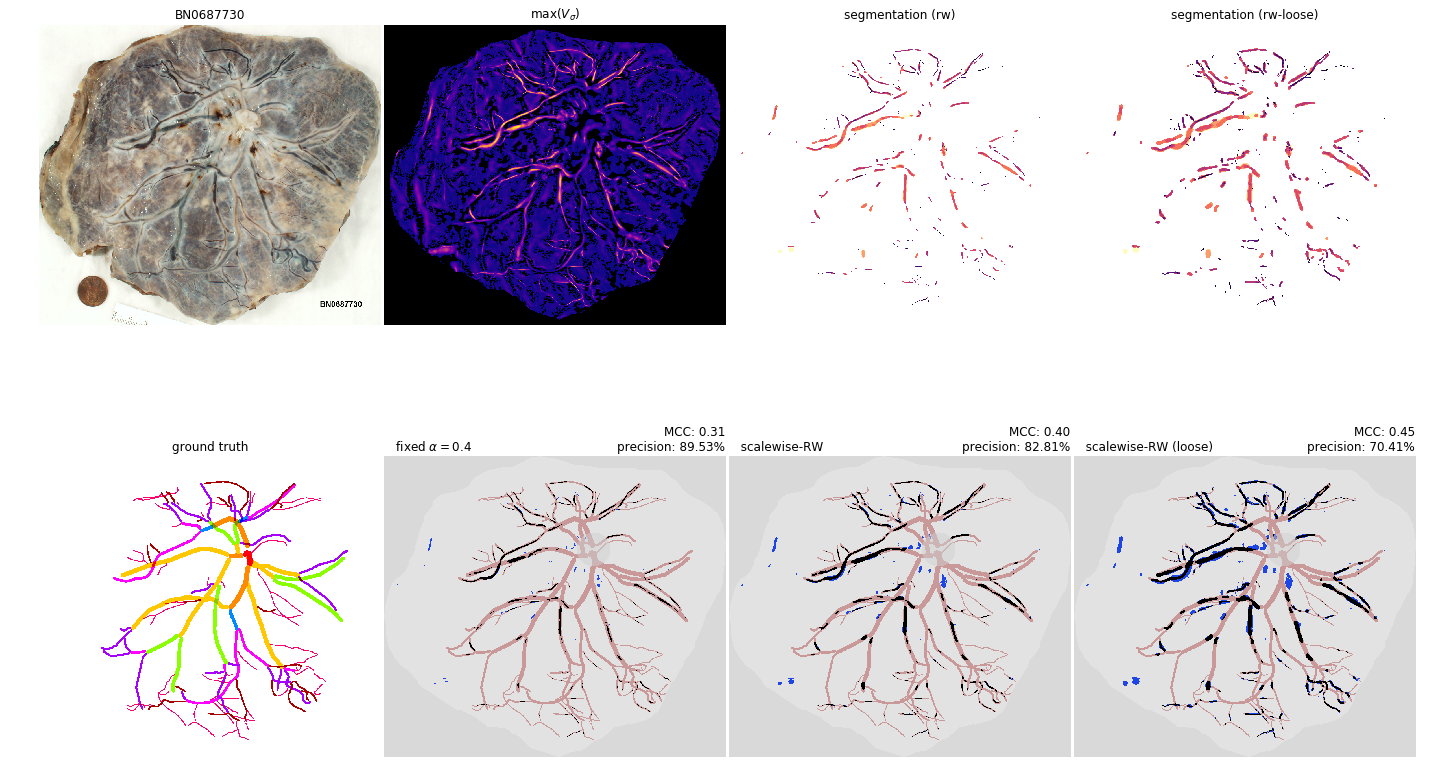 BN0687730
max(Vσ)
segmentation (rw)
segmentation (rw-loose)
BN0687730
ground truth
fixed α = 0.4
MCC: 0.31
precision: 89.53%
scalewise-RW
MCC: 0.40
precision: 82.81%
scalewise-RW (loose)
MCC: 0.45
precision: 70.41%